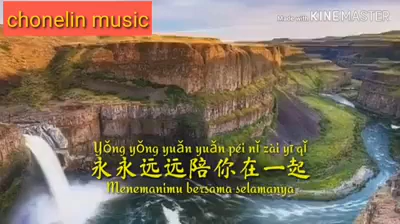 chonelin music
Made with KINEMASTER
Yǒng yǒng yuǎn yuǎn péi nǐ zài yī qǐ
永永远远陪你在一起
Menemanimu bersama selamanya